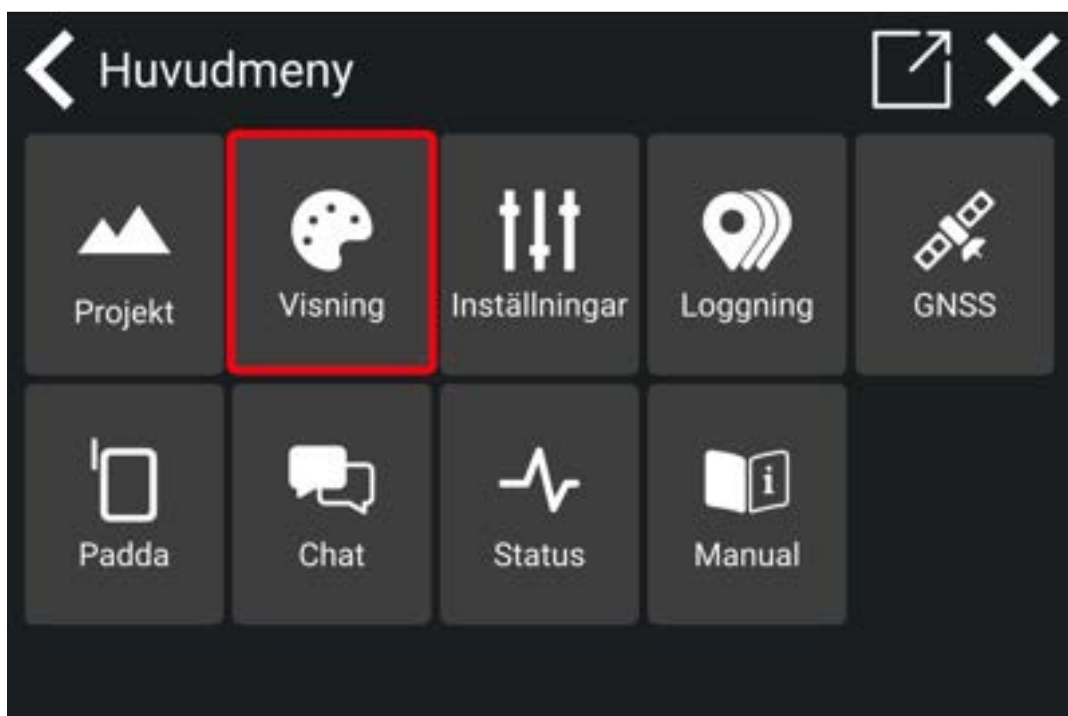 Huvudmeny
Projekt
Visning
Inställningar
Loggning
GNSS
Padda
Chat
Status
Manual